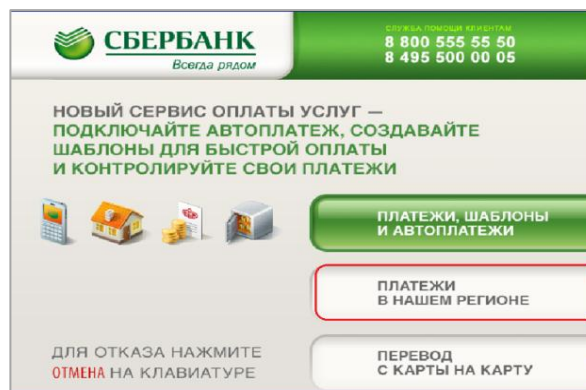 СБЕРБАНК
Всегда рядом
СЛУЖБА ПОМОЩИ КЛИЕНТАМ
8 800 555 55 50
8 495 500 00 05
НОВЫЙ СЕРВИС ОПЛАТЫ УСЛУГ —
ПОДКЛЮЧАЙТЕ АВТОПЛАТЕЖ, СОЗДАВАЙТЕ
ШАБЛОНЫ ДЛЯ БЫСТРОЙ ОПЛАТЫ
И КОНТРОЛИРУЙТЕ СВОИ ПЛАТЕЖИ
ПЛАТЕЖИ, ШАБЛОНЫ
И АВТОПЛАТЕЖИ
ПЛАТЕЖИ
В НАШЕМ РЕГИОНЕ
ДЛЯ ОТКАЗА НАЖМИТЕ
ОТМЕНА НА КЛАВИАТУРЕ
ПЕРЕВОД
С КАРТЫ НА КАРТУ